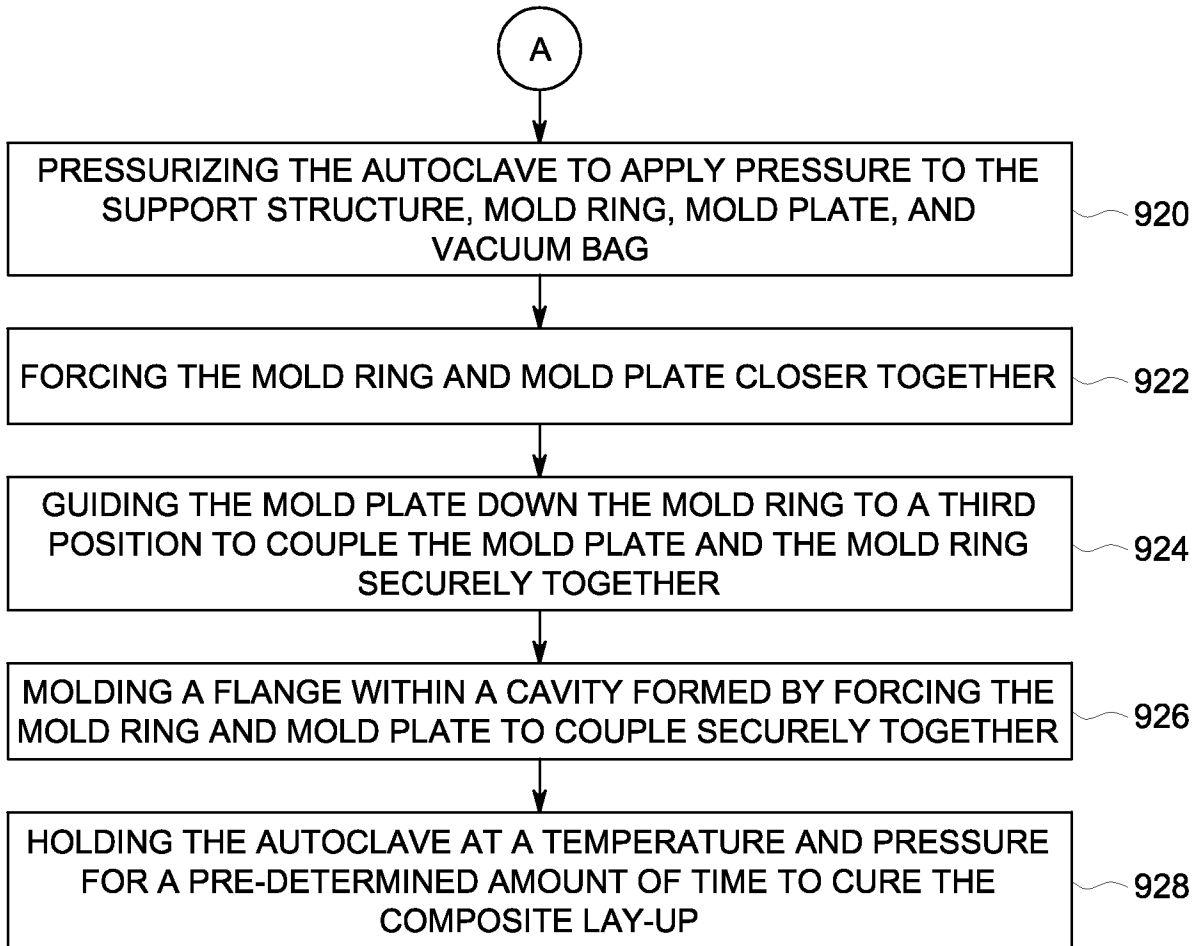 A
PRESSURIZING THE AUTOCLAVE TO APPLY PRESSURE TO THE
SUPPORT STRUCTURE, MOLD RING, MOLD PLATE, AND
VACUUM BAG
920
FORCING THE MOLD RING AND MOLD PLATE CLOSER TOGETHER
922
GUIDING THE MOLD PLATE DOWN THE MOLD RING TO A THIRD
POSITION TO COUPLE THE MOLD PLATE AND THE MOLD RING
SECURELY TOGETHER
924
MOLDING A FLANGE WITHIN A CAVITY FORMED BY FORCING THE
MOLD RING AND MOLD PLATE TO COUPLE SECURELY TOGETHER
926
HOLDING THE AUTOCLAVE AT A TEMPERATURE AND PRESSURE
FOR A PRE-DETERMINED AMOUNT OF TIME TO CURE THE
COMPOSITE LAY-UP
928